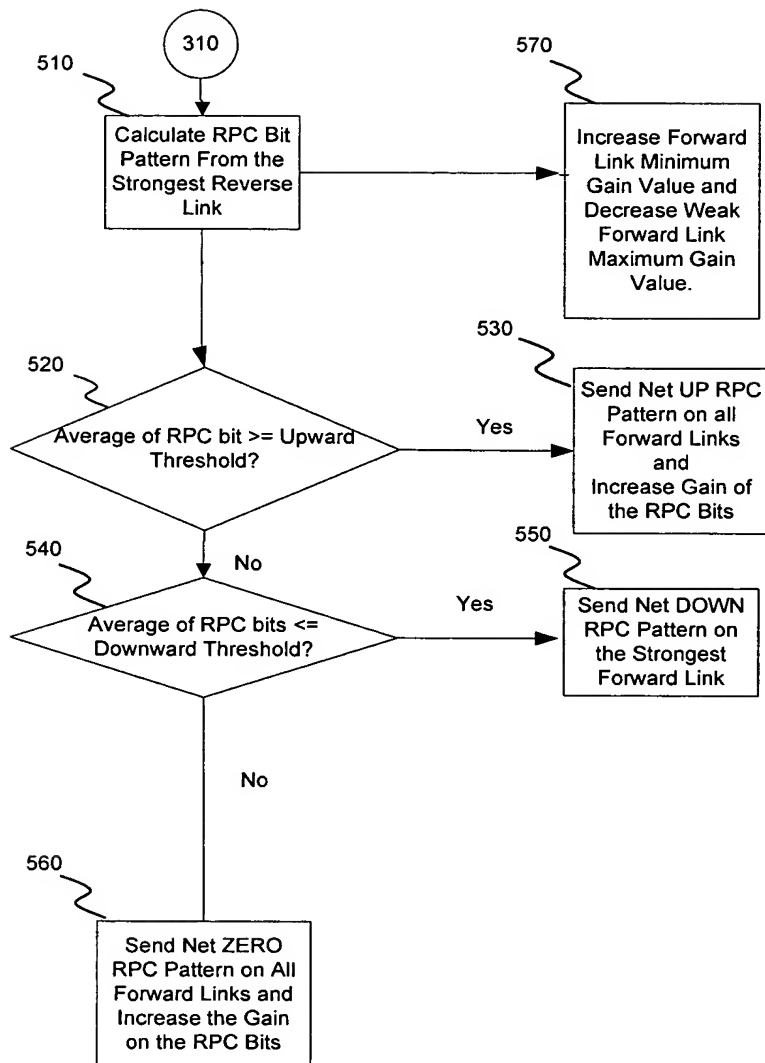 310
510
Calculate RPC Bit
Pattern From the
Strongest Reverse
Link
570
Increase Forward
Link Minimum
Gain Value and
Decrease Weak
Forward Link
Maximum Gain
Value.
520
Average of RPC bit >= Upward
Threshold?
Yes
530
Send Net UP RPC
Pattern on all
Forward Links
and
Increase Gain of
the RPC Bits
No
540
Average of RPC bits <=
Downward Threshold?
Yes
550
Send Net DOWN
RPC Pattern on
the Strongest
Forward Link
No
560
Send Net ZERO
RPC Pattern on All
Forward Links and
Increase the Gain
on the RPC Bits